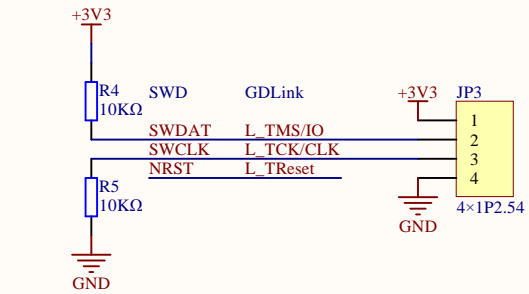 +3V3
R4
10KΩ
SWD GDLink
+3V3 JP3
SWDAT L_TMS/IO
SWCLK L_TCK/CLK
NRST L_TReset
1
2
3
4
R5
10KΩ
4×1P2.54
GND
GND